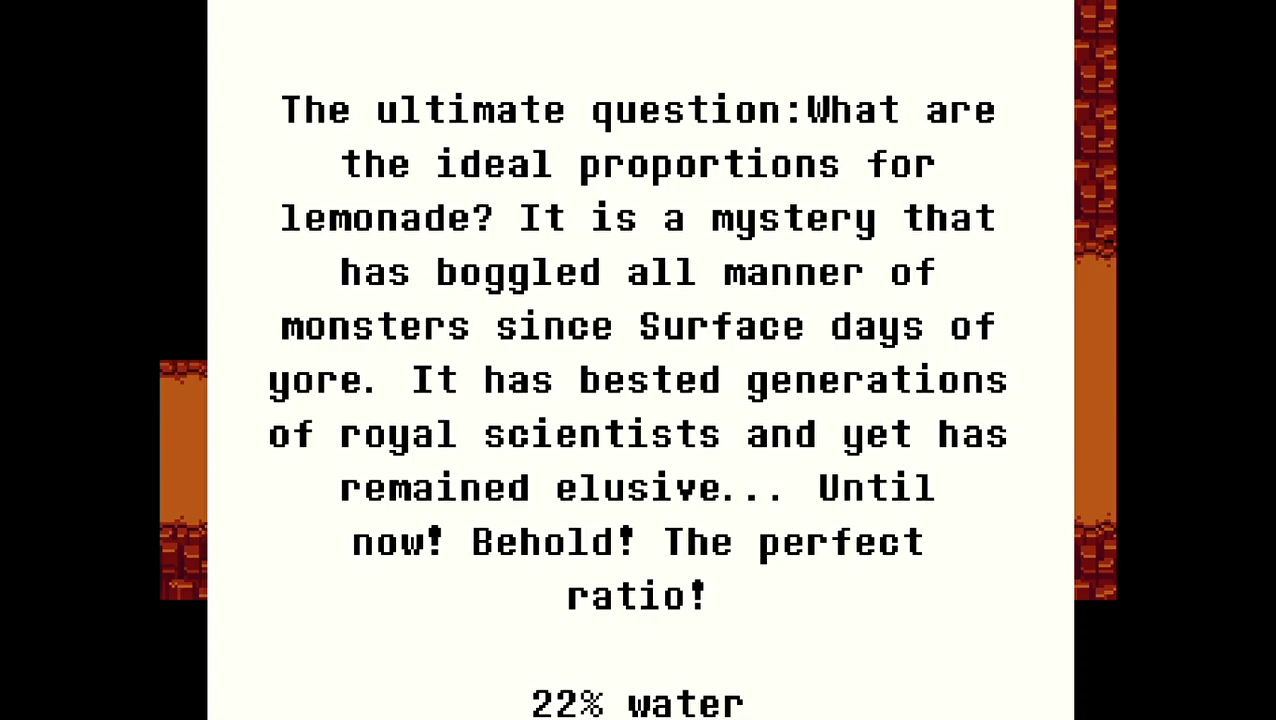 The ultimate question:What are
the ideal proportions for
lemonade? It is a mystery that
has boggled all manner of
monsters since Surface days of
yore. It has bested generations
of royal scientists and yet has
remained elusive... Until
now! Behold! The perfect
ratio!
22% water